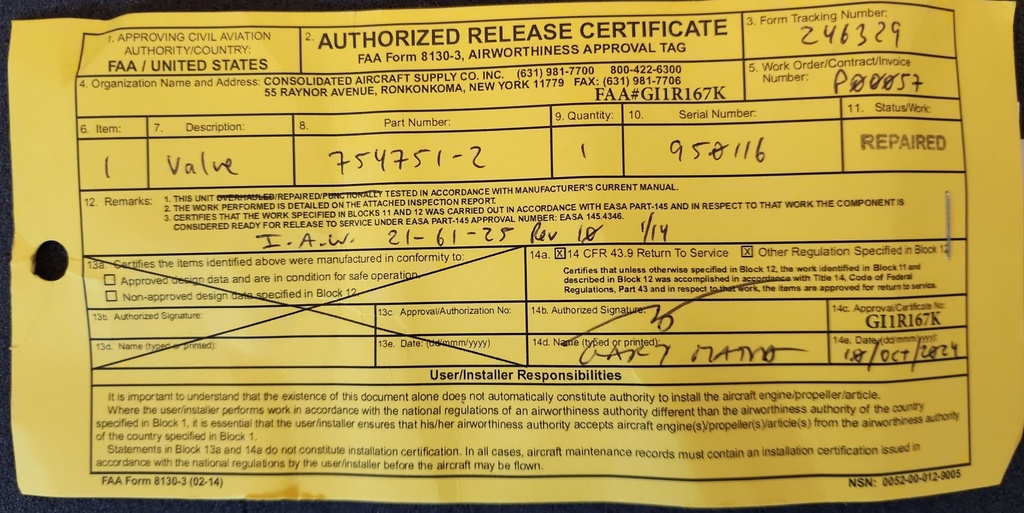 1. APPROVING CIVIL AVIATION
AUTHORITY/COUNTRY:
FAA / UNITED STATES
2. AUTHORIZED RELEASE CERTIFICATE
FAA Form 8130-3, AIRWORTHINESS APPROVAL TAG
3. Form Tracking Number:
246329
4. Organization Name and Address: CONSOLIDATED AIRCRAFT SUPPLY CO. INC. (631) 981-7700 800-422-6300
55 RAYNOR AVENUE, RONKONKOMA, NEW YORK 11779 FAX: (631) 981-7706
FAA#GI1R167K
5. Work Order/Contract/Invoice
Number: P00057
6. Item: 7. Description: 8. Part Number: 9. Quantity: 10. Serial Number: 11. Status/Work:
1 Valve 754751-2 1 950116 REPAIRED
12. Remarks: 1. THIS UNIT OVERHAULED/REPAIRED/FUNCTIONALLY TESTED IN ACCORDANCE WITH MANUFACTURER'S CURRENT MANUAL.
2. THE WORK PERFORMED IS DETAILED ON THE ATTACHED INSPECTION REPORT.
3. CERTIFIES THAT THE WORK SPECIFIED IN BLOCKS 11 AND 12 WAS CARRIED OUT IN ACCORDANCE WITH EASA PART-145 AND IN RESPECT TO THAT WORK THE COMPONENT IS
CONSIDERED READY FOR RELEASE TO SERVICE UNDER EASA PART-145 APPROVAL NUMBER: EASA 145.4346.
I.A.W. 21-61-25 Rev 10 1/14
13a. Certifies the items identified above were manufactured in conformity to:
Approved design data and are in condition for safe operation.
Non-approved design data specified in Block 12.
14a. X 14 CFR 43.9 Return To Service X Other Regulation Specified in Block 12
Certifies that unless otherwise specified in Block 12, the work identified in Block 11 and
described in Block 12 was accomplished in accordance with Title 14, Code of Federal
Regulations, Part 43 and in respect to that work, the items are approved for return to service.
13b. Authorized Signature: 13c. Approval/Authorization No: 14b. Authorized Signature: 14c. Approval/Certificate No:
GI1R167K
13d. Name (typed or printed): 13e. Date: (dd/mmm/yyyy) 14d. Name (typed or printed): 14e. Date (dd/mmm/yyyy):
GARY 10/OCT/2024
User/Installer Responsibilities
It is important to understand that the existence of this document alone does not automatically constitute authority to install the aircraft engine/propeller/article.
Where the user/installer performs work in accordance with the national regulations of an airworthiness authority different than the airworthiness authority of the country
specified in Block 1, it is essential that the user/installer ensures that his/her airworthiness authority accepts aircraft engine(s)/propeller(s)/article(s) from the airworthiness authority
of the country specified in Block 1.
Statements in Block 13a and 14a do not constitute installation certification. In all cases, aircraft maintenance records must contain an installation certification issued in
accordance with the national regulations by the user/installer before the aircraft may be flown.
FAA Form 8130-3 (02-14) NSN: 0052-00-012-9005